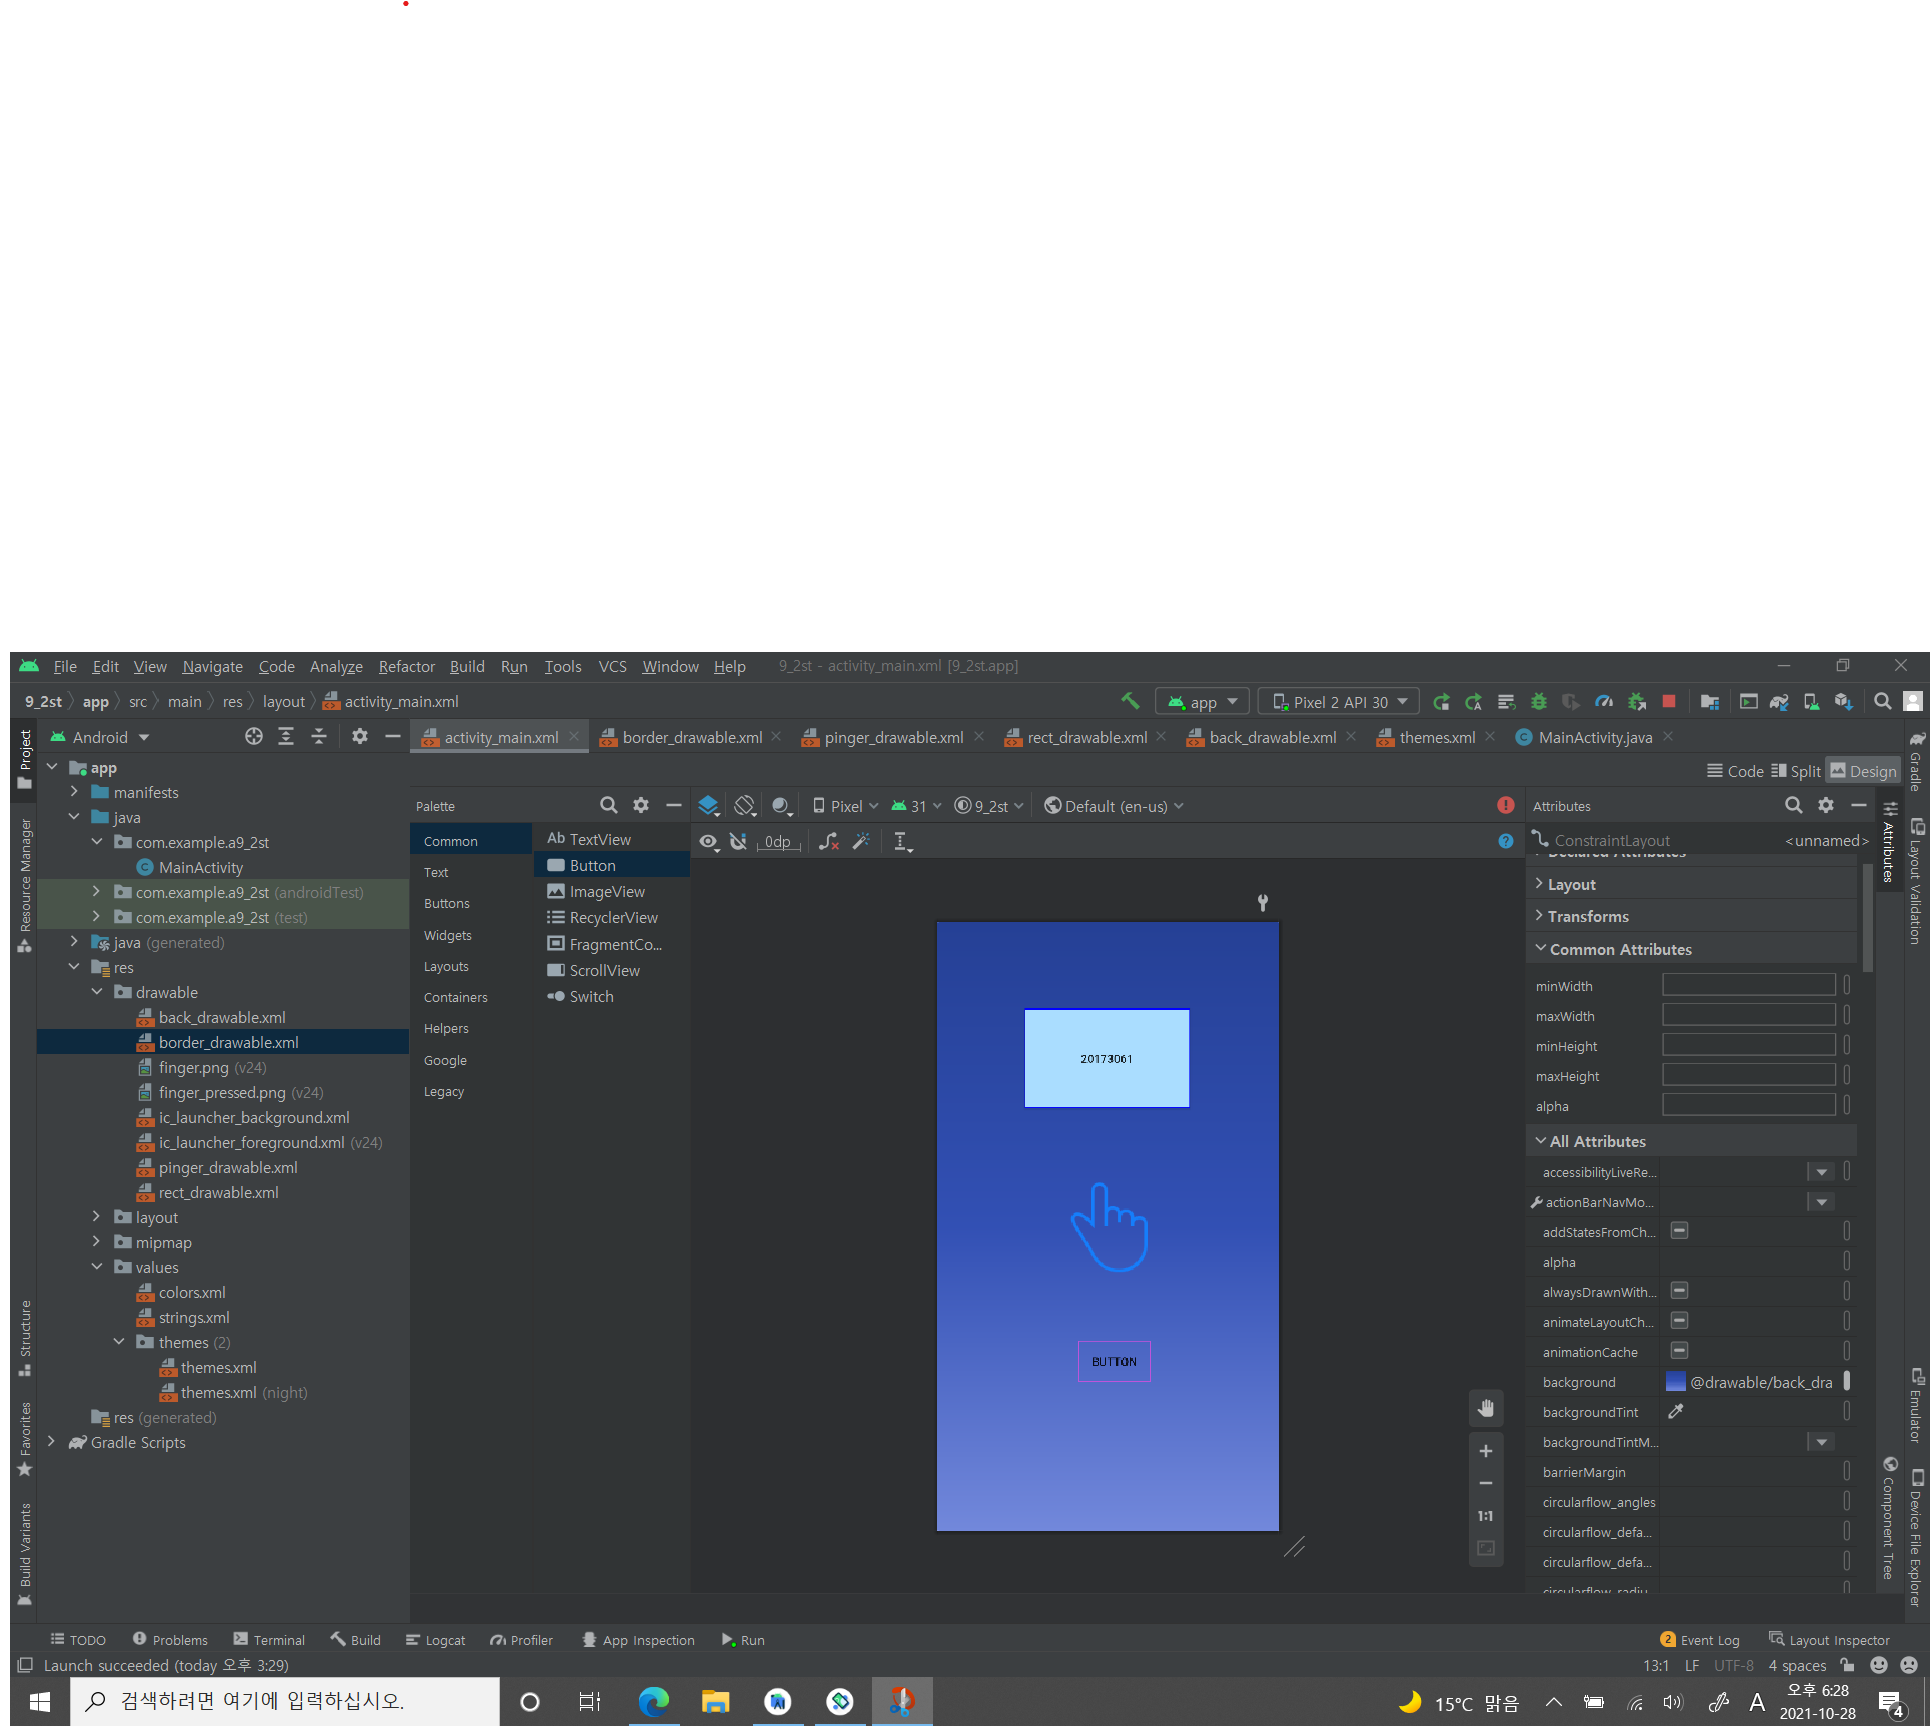 File Edit View Navigate Code Analyze Refactor Build Run Tools VCS Window Help 9_2st - activity_main.xml [9_2st.app]
9_2st app src main res layout activity_main.xml app Pixel 2 API 30
Project
Android
activity_main.xml border_drawable.xml pinger_drawable.xml rect_drawable.xml back_drawable.xml themes.xml MainActivity.java
Code Split Design
app
manifests
java
com.example.a9_2st
MainActivity
com.example.a9_2st (androidTest)
com.example.a9_2st (test)
java (generated)
res
drawable
back_drawable.xml
border_drawable.xml
finger.png (v24)
finger_pressed.png (v24)
ic_launcher_background.xml
ic_launcher_foreground.xml (v24)
pinger_drawable.xml
rect_drawable.xml
layout
mipmap
values
colors.xml
strings.xml
themes (2)
themes.xml
themes.xml (night)
res (generated)
Gradle Scripts
Resource Manager
Structure
Favorites
Build Variants
Palette
Common
Text
Buttons
Widgets
Layouts
Containers
Helpers
Google
Legacy
Ab TextView
Button
ImageView
RecyclerView
FragmentCo...
ScrollView
Switch
Pixel 31 9_2st Default (en-us)
0dp
20173061
BUTTON
1:1
Attributes
ConstraintLayout <unnamed>
Declared Attributes
Layout
Transforms
Common Attributes
minWidth
maxWidth
minHeight
maxHeight
alpha
All Attributes
accessibilityLiveRe...
actionBarNavMo...
addStatesFromCh...
alpha
alwaysDrawnWith...
animateLayoutCh...
animationCache
background @drawable/back_dra
backgroundTint
backgroundTintM...
barrierMargin
circularflow_angles
circularflow_defa...
circularflow_defa...
circularflow_radiu
Attributes
Component Tree
Gradle
Layout Validation
Emulator
Device File Explorer
TODO Problems Terminal Build Logcat Profiler App Inspection Run 2 Event Log Layout Inspector
Launch succeeded (today 오후 3:29) 13:1 LF UTF-8 4 spaces
검색하려면 여기에 입력하십시오. 15°C 맑음 A 오후 6:28
2021-10-28 4